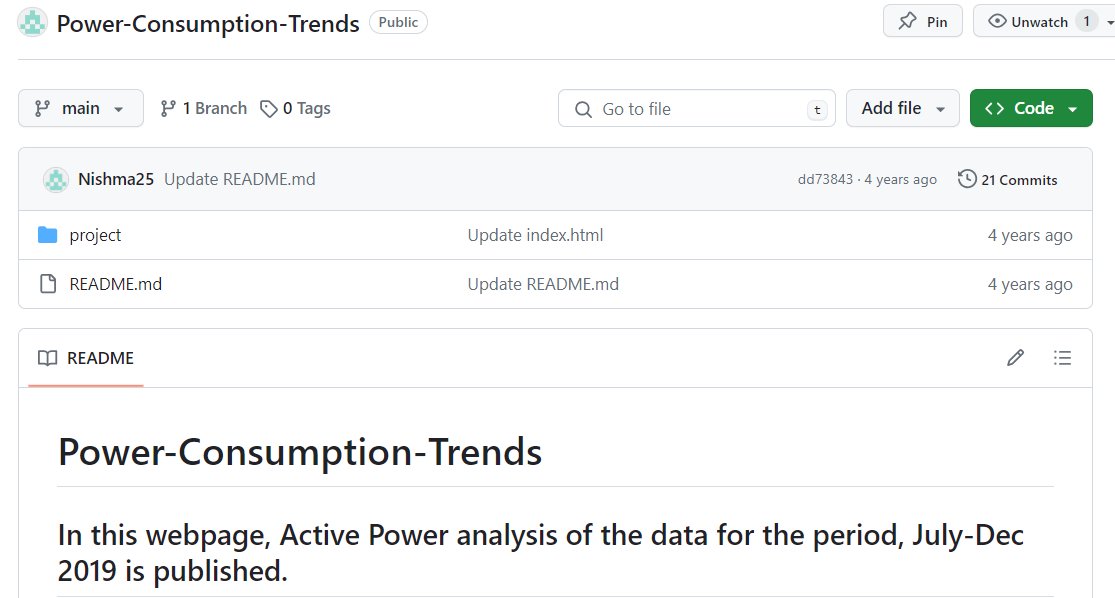 Power-Consumption-Trends Public Pin Unwatch 1
main 1 Branch 0 Tags Go to file t Add file Code
Nishma25 Update README.md dd73843 · 4 years ago 21 Commits
project Update index.html 4 years ago
README.md Update README.md 4 years ago
README
Power-Consumption-Trends
In this webpage, Active Power analysis of the data for the period, July-Dec
2019 is published.